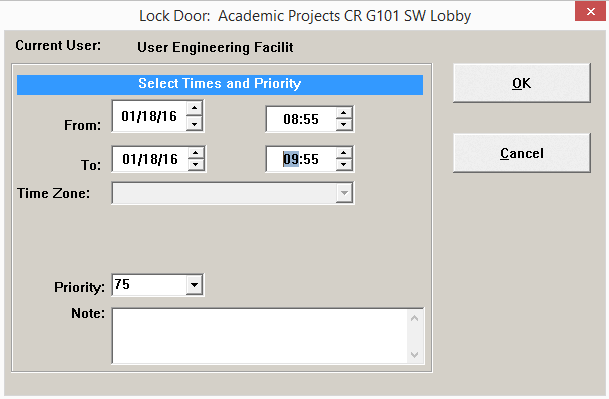 Lock Door: Academic Projects CR G101 SW Lobby
Current User: User Engineering Facilit
Select Times and Priority
From: 01/18/16 08:55
To: 01/18/16 09:55
Time Zone:
Priority: 75
Note:
OK
Cancel